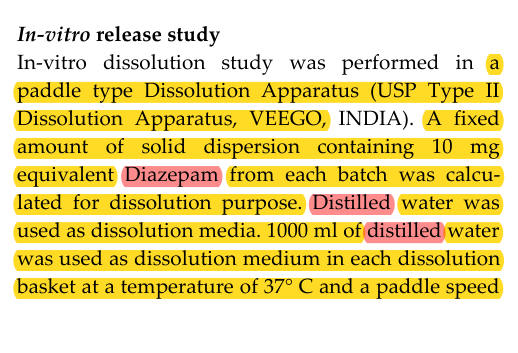 In-vitro release study
In-vitro dissolution study was performed in a
paddle type Dissolution Apparatus (USP Type II
Dissolution Apparatus, VEEGO, INDIA). A fixed
amount of solid dispersion containing 10 mg
equivalent Diazepam from each batch was calcu-
lated for dissolution purpose. Distilled water was
used as dissolution media. 1000 ml of distilled water
was used as dissolution medium in each dissolution
basket at a temperature of 37° C and a paddle speed